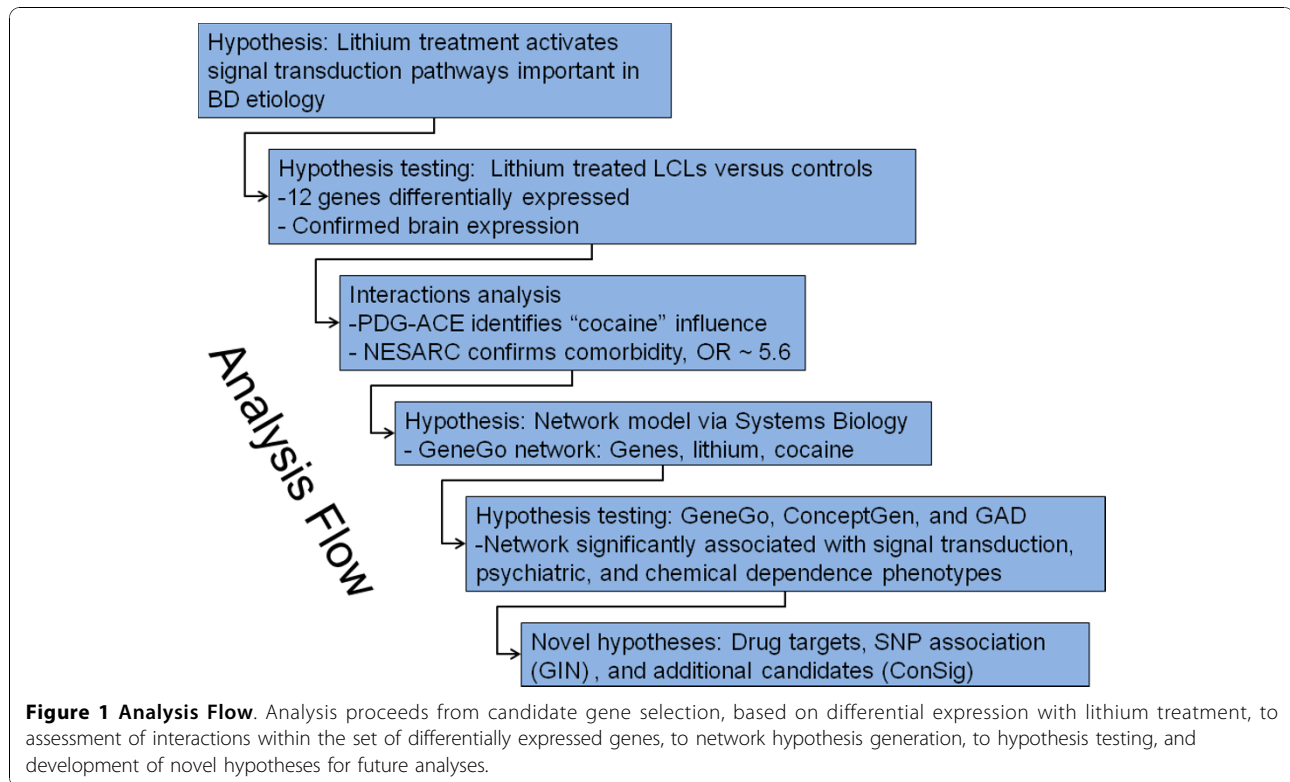 Hypothesis: Lithium treatment activates
signal transduction pathways important in
BD etiology
Hypothesis testing: Lithium treated LCLs versus controls
-12 genes differentially expressed
- Confirmed brain expression
Interactions analysis
-PDG-ACE identifies “cocaine” influence
- NESARC confirms comorbidity, OR ~ 5.6
Hypothesis: Network model via Systems Biology
- GeneGo network: Genes, lithium, cocaine
Hypothesis testing: GeneGo, ConceptGen, and GAD
-Network significantly associated with signal transduction,
psychiatric, and chemical dependence phenotypes
Novel hypotheses: Drug targets, SNP association
(GIN) , and additional candidates (ConSig)
Analysis Flow
Figure 1 Analysis Flow. Analysis proceeds from candidate gene selection, based on differential expression with lithium treatment, to
assessment of interactions within the set of differentially expressed genes, to network hypothesis generation, to hypothesis testing, and
development of novel hypotheses for future analyses.